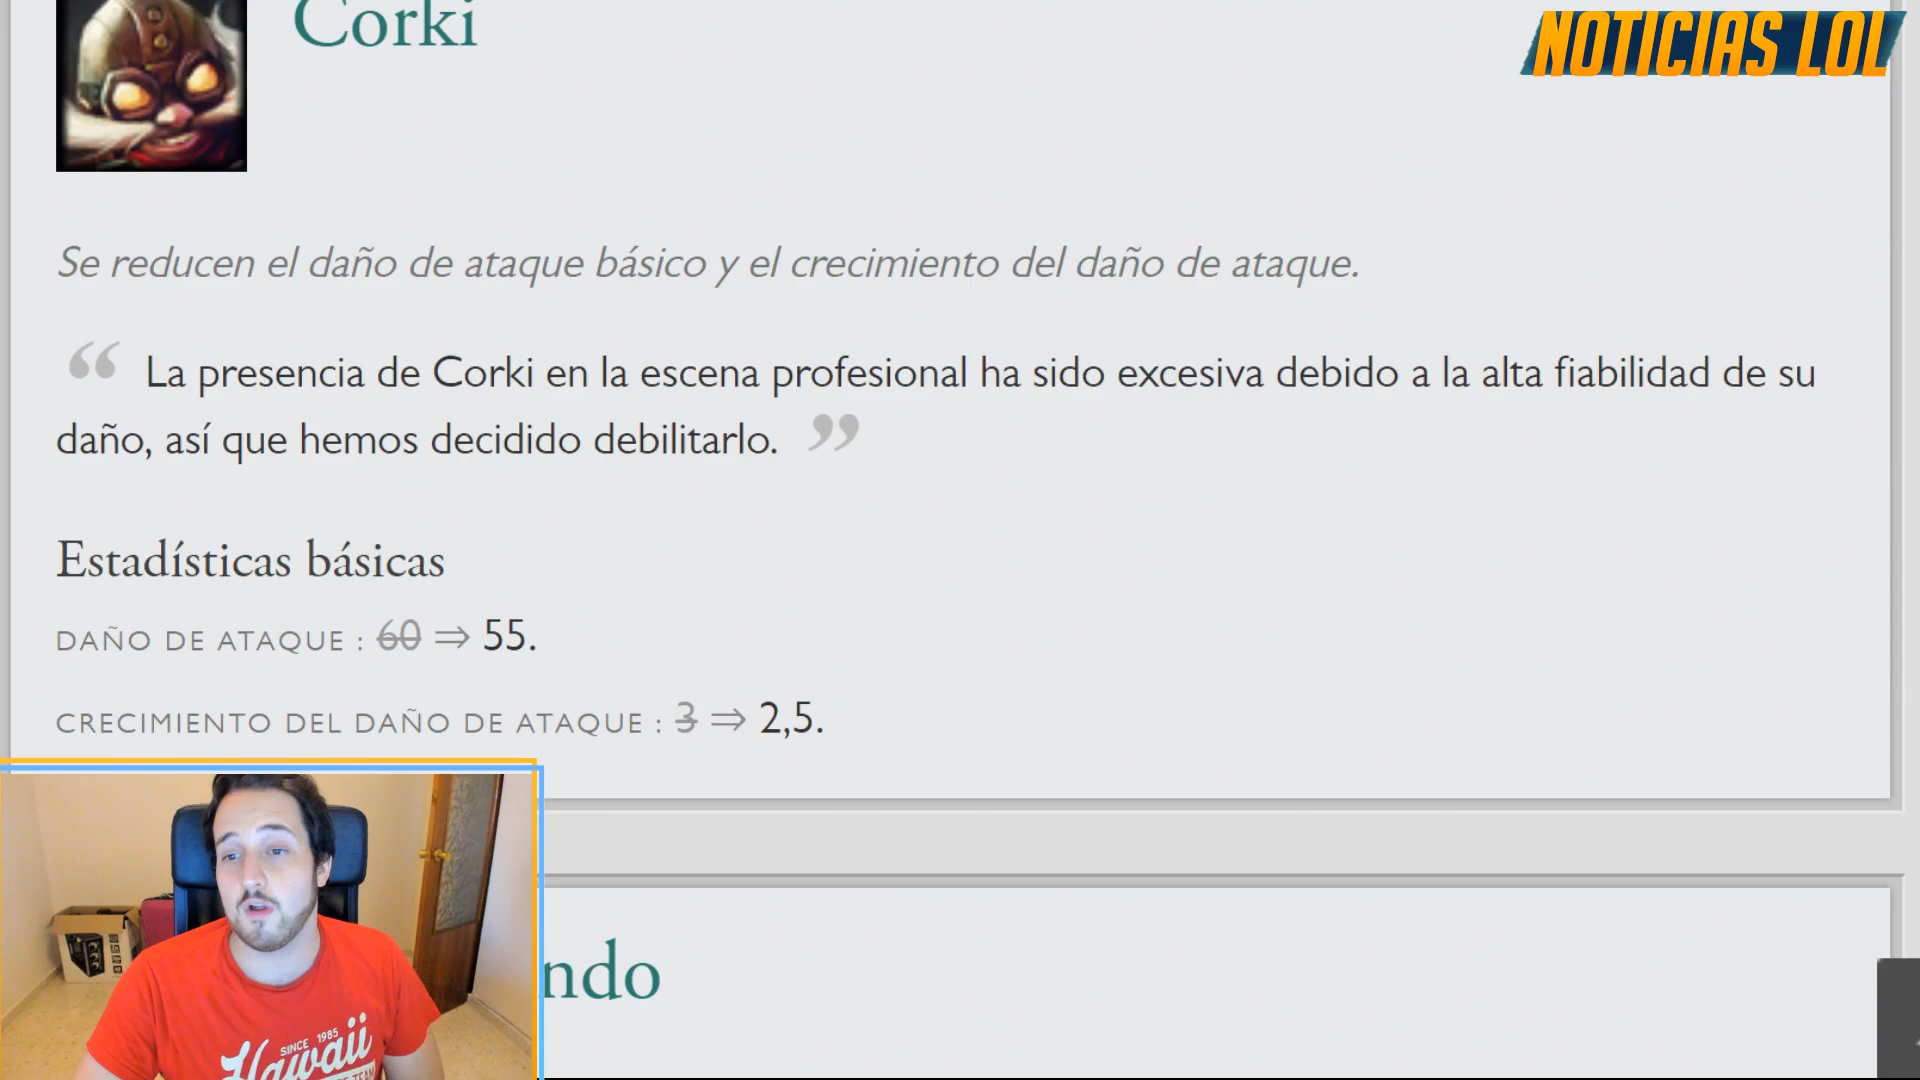 Corki
NOTICIAS LOL
Se reducen el daño de ataque básico y el crecimiento del daño de ataque.
“ La presencia de Corki en la escena profesional ha sido excesiva debido a la alta fiabilidad de su
daño, así que hemos decidido debilitarlo. ”
Estadísticas básicas
DAÑO DE ATAQUE : 60 ⇒ 55.
CRECIMIENTO DEL DAÑO DE ATAQUE : 3 ⇒ 2,5.
ndo
SINCE 1985
Hawaii
TEAM